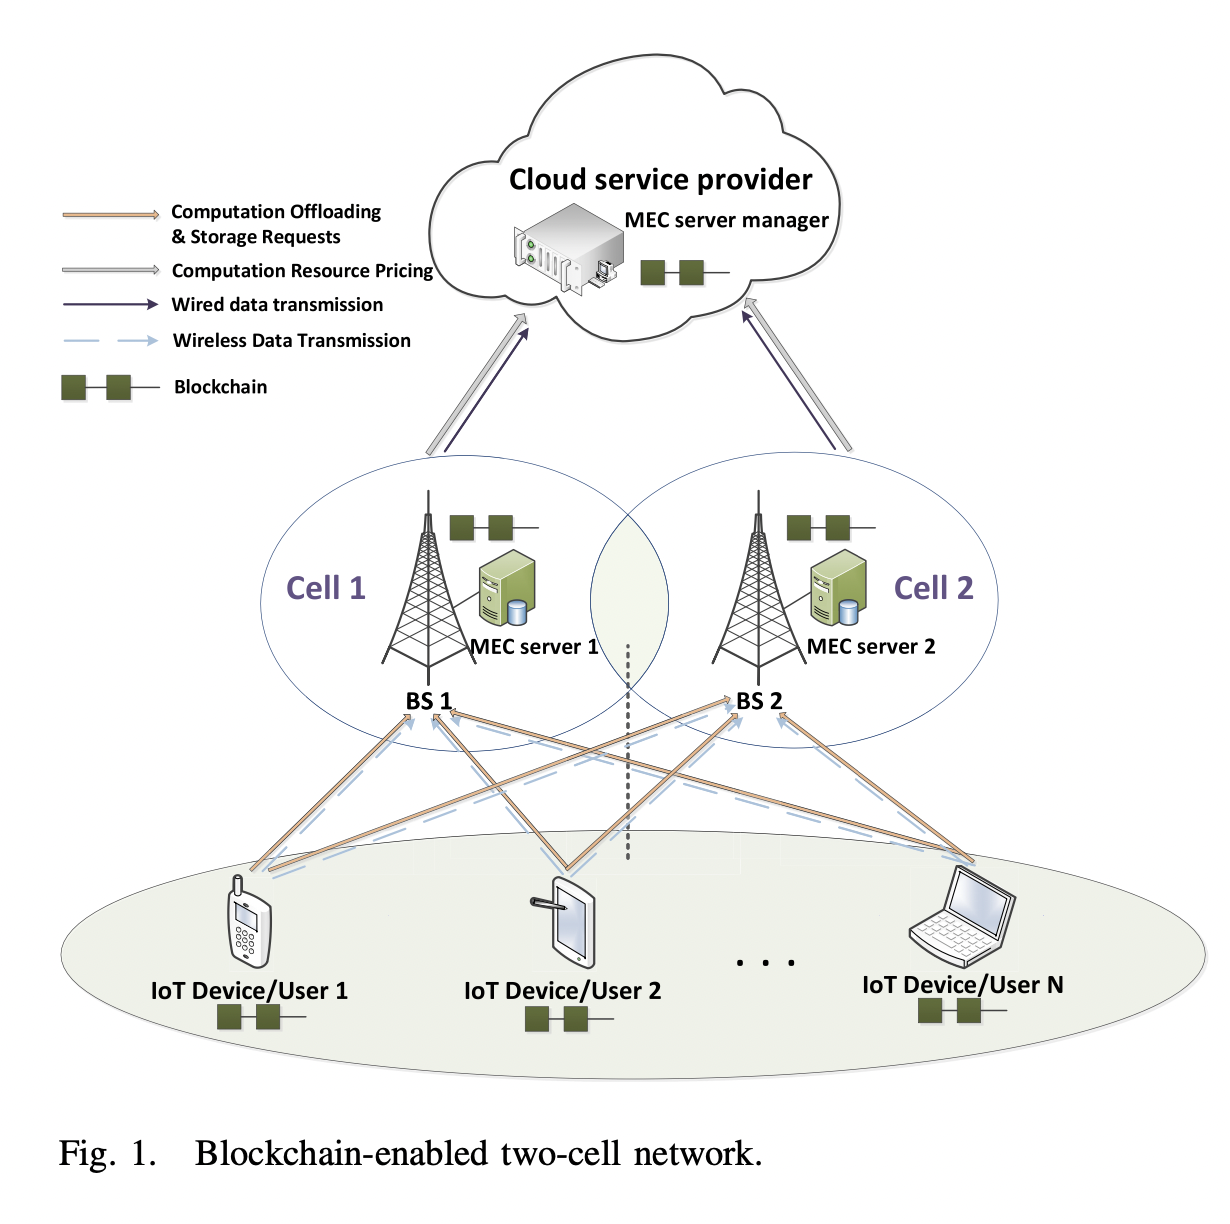 Cloud service provider
MEC server manager
Computation Offloading
& Storage Requests
Computation Resource Pricing
Wired data transmission
Wireless Data Transmission
Blockchain
Cell 1
MEC server 1
BS 1
Cell 2
MEC server 2
BS 2
IoT Device/User 1
IoT Device/User 2
. . .
IoT Device/User N
Fig. 1. Blockchain-enabled two-cell network.